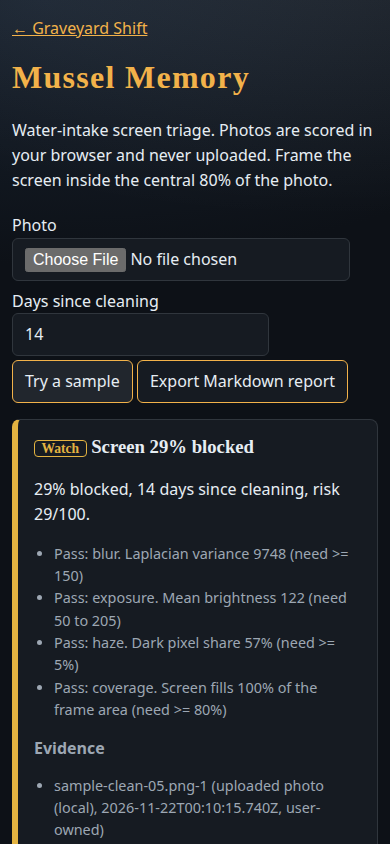 ← Graveyard Shift
Mussel Memory
Water-intake screen triage. Photos are scored in
your browser and never uploaded. Frame the
screen inside the central 80% of the photo.
Photo
Choose File No file chosen
Days since cleaning
14
Try a sample Export Markdown report
Watch Screen 29% blocked
29% blocked, 14 days since cleaning, risk
29/100.
• Pass: blur. Laplacian variance 9748 (need >=
150)
• Pass: exposure. Mean brightness 122 (need
50 to 205)
• Pass: haze. Dark pixel share 57% (need >=
5%)
• Pass: coverage. Screen fills 100% of the
frame area (need >= 80%)
Evidence
• sample-clean-05.png-1 (uploaded photo
(local), 2026-11-22T00:10:15.740Z, user-
owned)